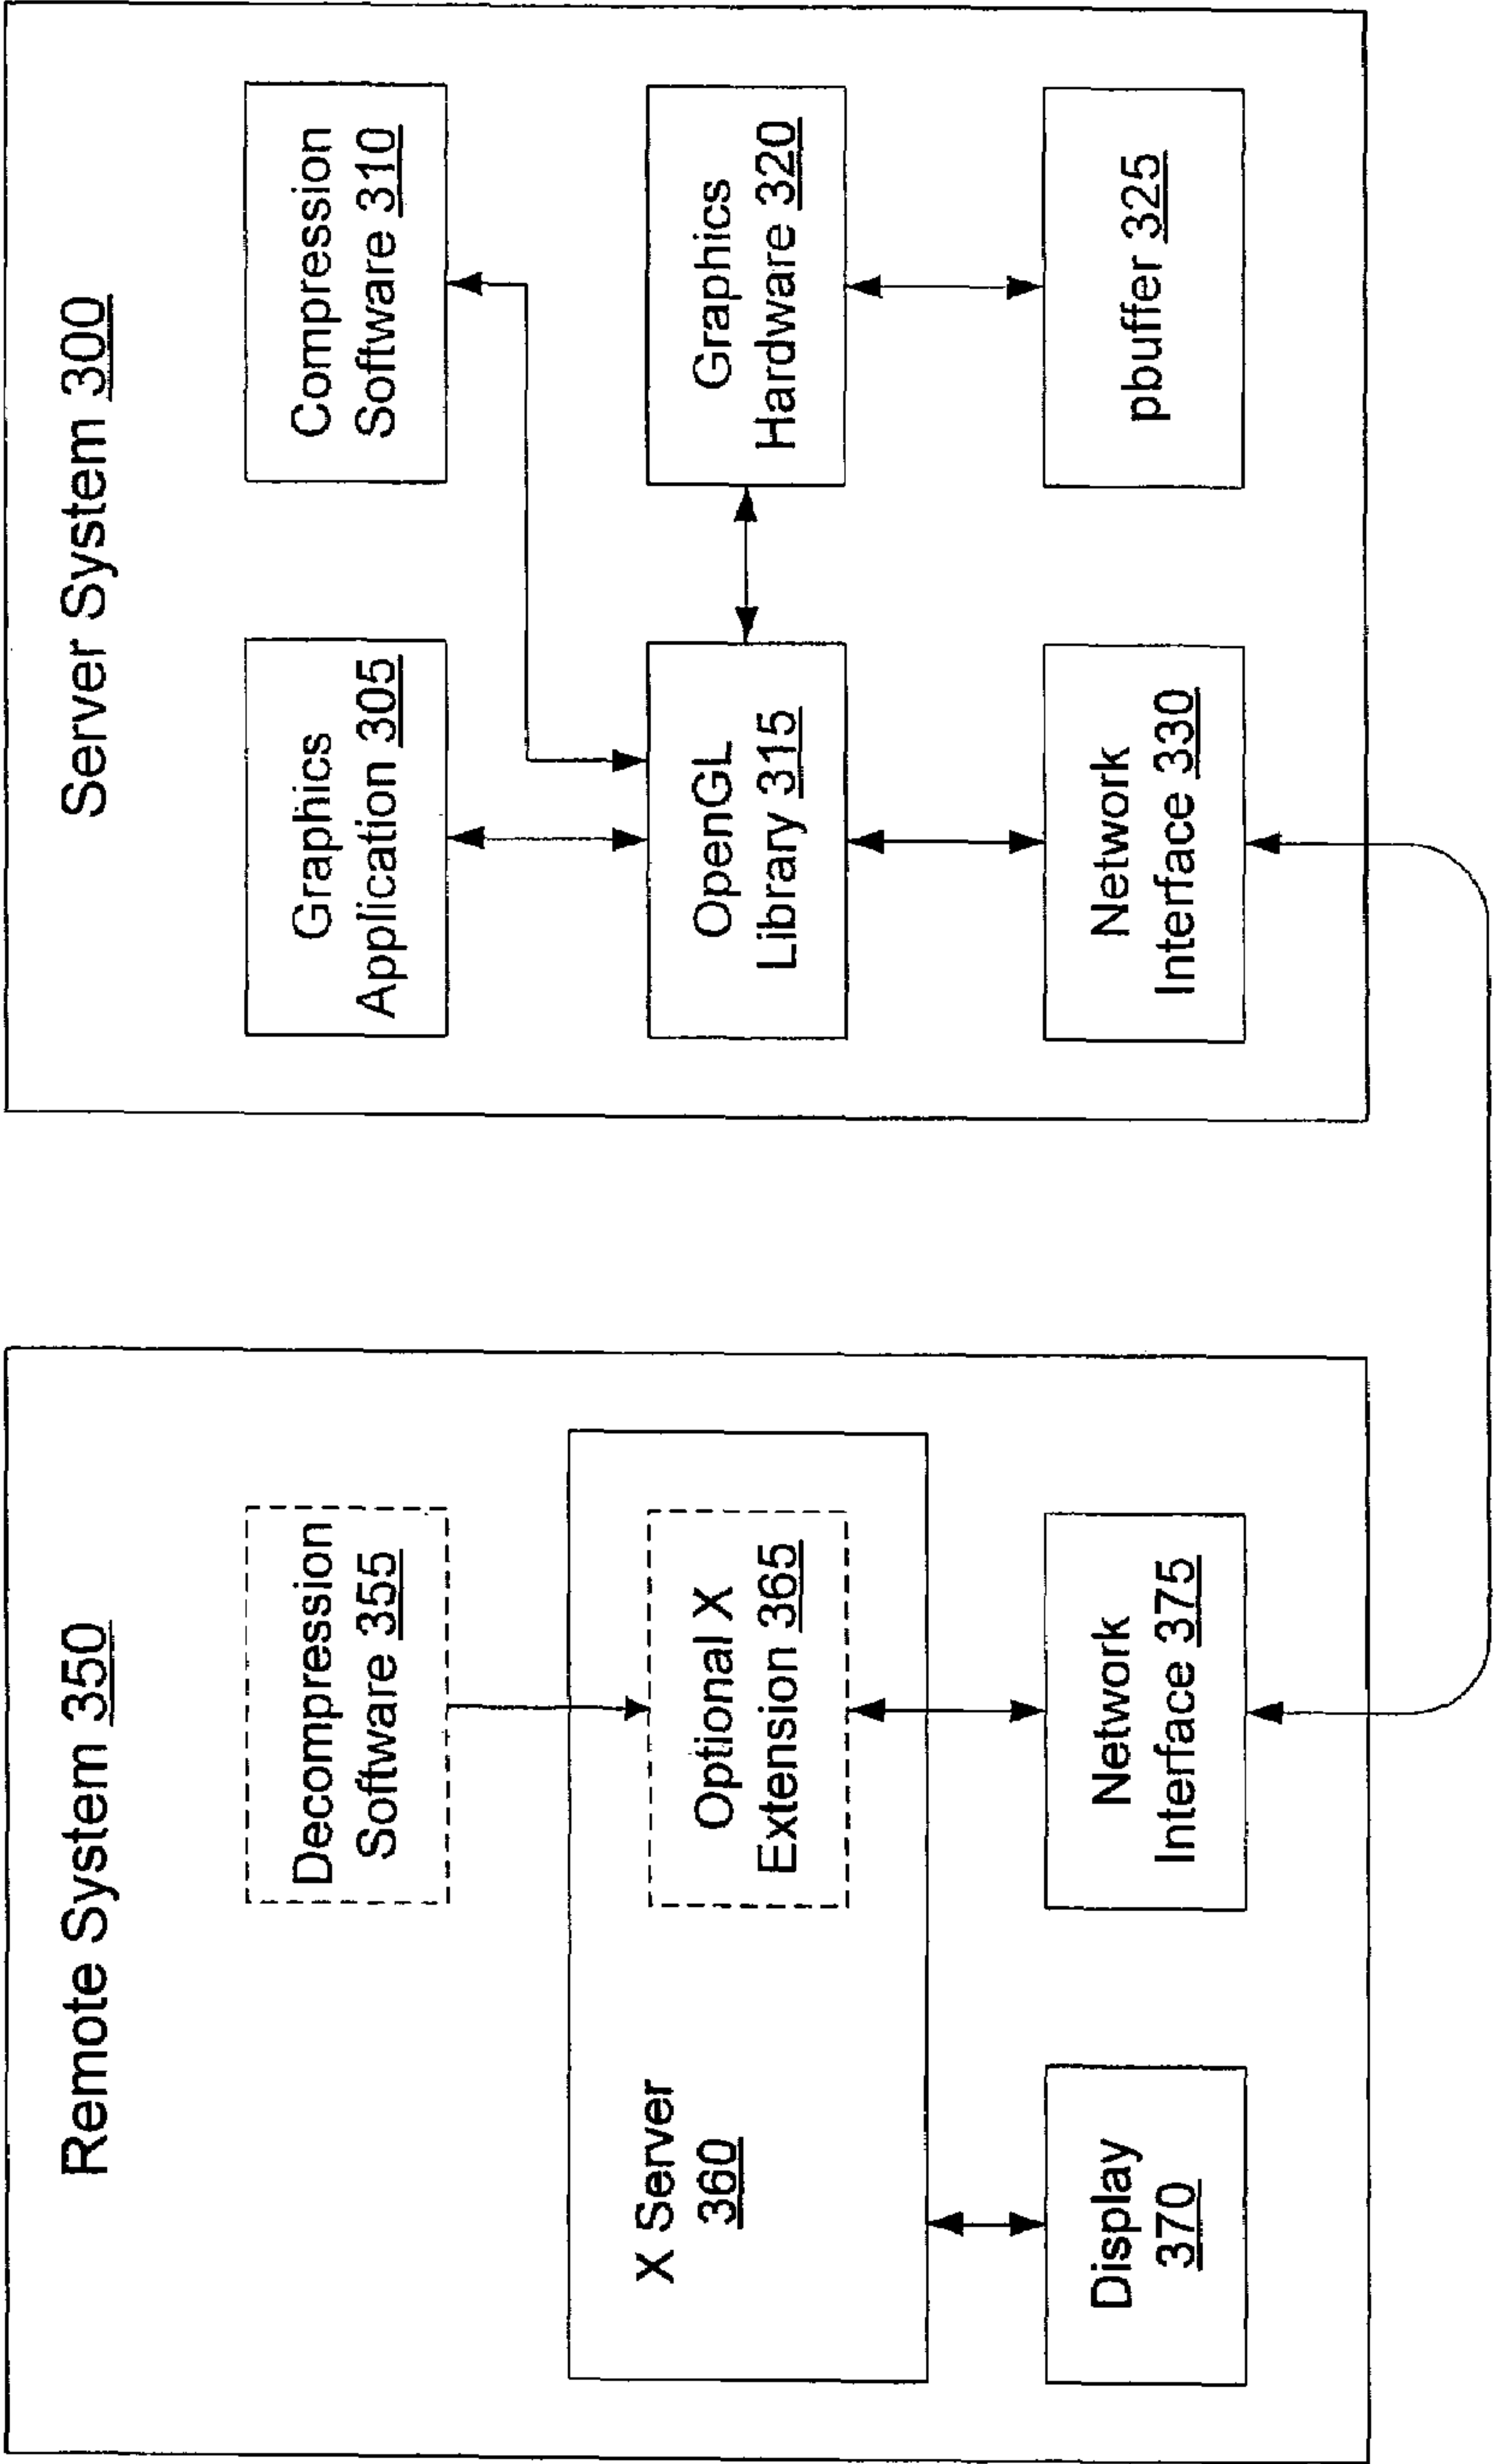 Remote System 350
Decompression
Software 355
X Server
360
Optional X
Extension 365
Display
370
Network
Interface 375
Server System 300
Graphics
Application 305
Compression
Software 310
OpenGL
Library 315
Graphics
Hardware 320
Network
Interface 330
pbuffer 325